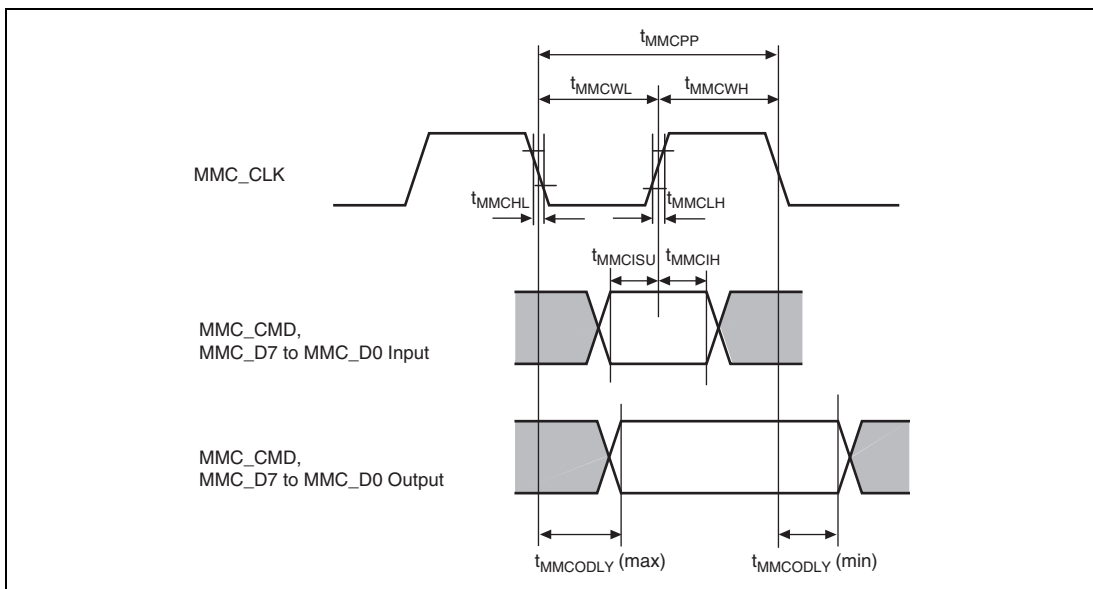 tMMCPP
tMMCWL
tMMCWH
MMC_CLK
tMMCHL
tMMCLH
tMMCISU
tMMCIH
MMC_CMD,
MMC_D7 to MMC_D0 Input
MMC_CMD,
MMC_D7 to MMC_D0 Output
tMMCODLY (max)
tMMCODLY (min)